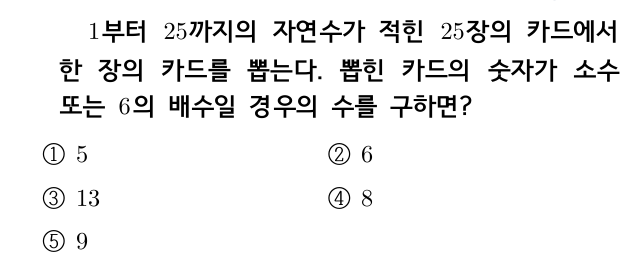 1부터 25까지의 자연수가 적힌 25장의 카드에서
한 장의 카드를 뽑는다. 뽑힌 카드의 숫자가 소수
또는 6의 배수일 경우의 수를 구하면?
① 5 ② 6
③ 13 ④ 8
⑤ 9